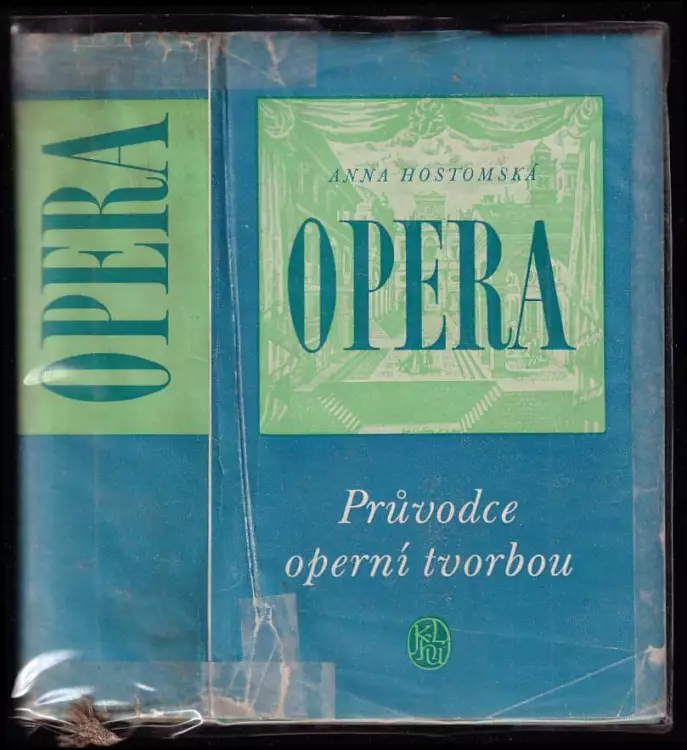 OPERA
ANNA HOSTOMSKÁ
OPERA
Průvodce
operní tvorbou